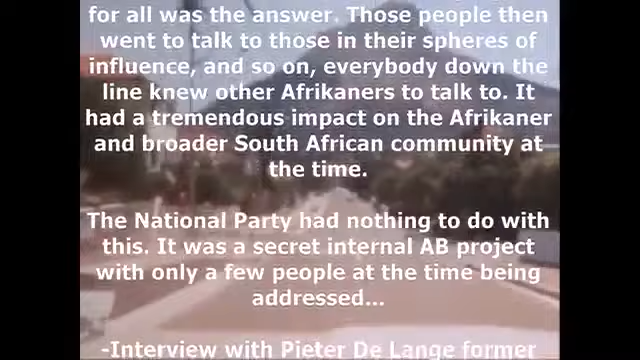 for all was the answer. Those people then
went to talk to those in their spheres of
influence, and so on, everybody down the
line knew other Afrikaners to talk to. It
had a tremendous impact on the Afrikaner
and broader South African community at
the time.
The National Party had nothing to do with
this. It was a secret internal AB project
with only a few people at the time being
addressed...
-Interview with Pieter De Lange former